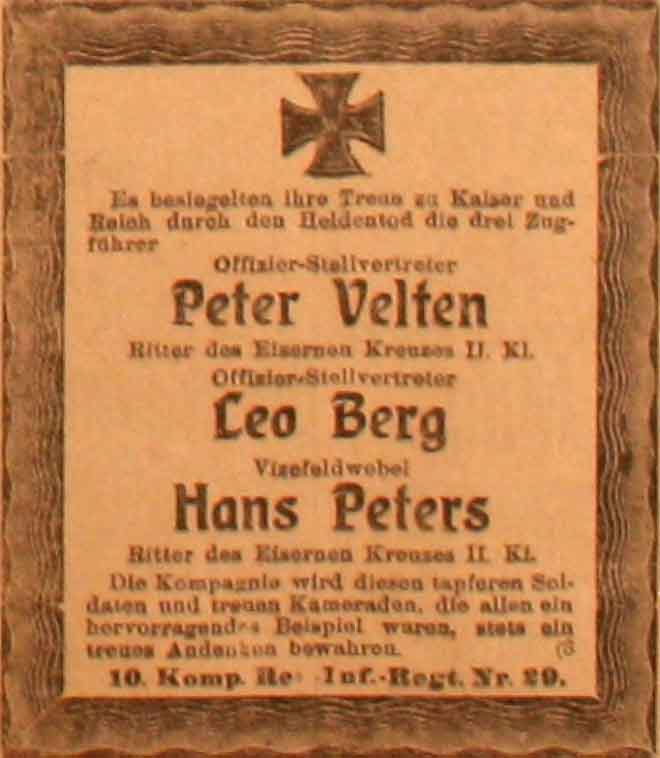 Es besiegelten ihre Treue zu Kaiser und
Reich durch den Heldentod die drei Zug-
führer
Offizier-Stellvertreter
Peter Velten
Ritter des Eisernen Kreuzes II. Kl.
Offizier-Stellvertreter
Leo Berg
Vizefeldwebel
Hans Peters
Ritter des Eisernen Kreuzes II. Kl.
Die Kompagnie wird diesen tapferen Sol-
daten und treuen Kameraden, die allen ein
hervorragendes Beispiel waren, stets ein
treues Andenken bewahren.
10. Komp. Inf.-Regt. Nr. 29.